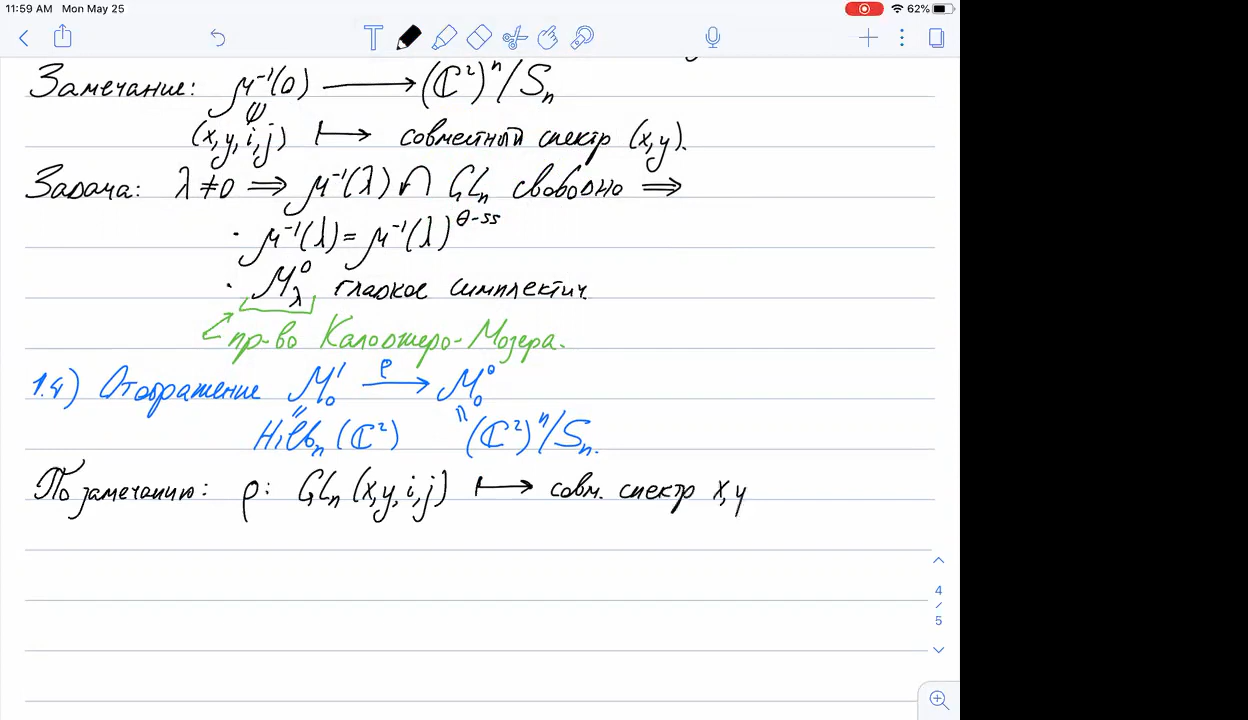 11:59 AM Mon May 25
62%
Замечание: μ⁻¹(0) ⟶ (ℂ²)ⁿ/Sₙ
ψ
(x,y,i,j) ⟼ совместный спектр (x,y).
Задача: λ≠0 ⟹ μ⁻¹(λ) ∩ GLₙ свободно ⟹
· μ⁻¹(λ) = μ⁻¹(λ)^θ-ss
· M⁰_λ гладкое симплектич.
пр-во Калоджеро-Мозера.
1.4) Отображение M¹₀ ⟶^ρ M⁰₀
Hilbₙ(ℂ²) (ℂ²)ⁿ/Sₙ.
По замечанию: ρ: GLₙ(x,y,i,j) ⟼ совм. спектр x,y
4
/
5